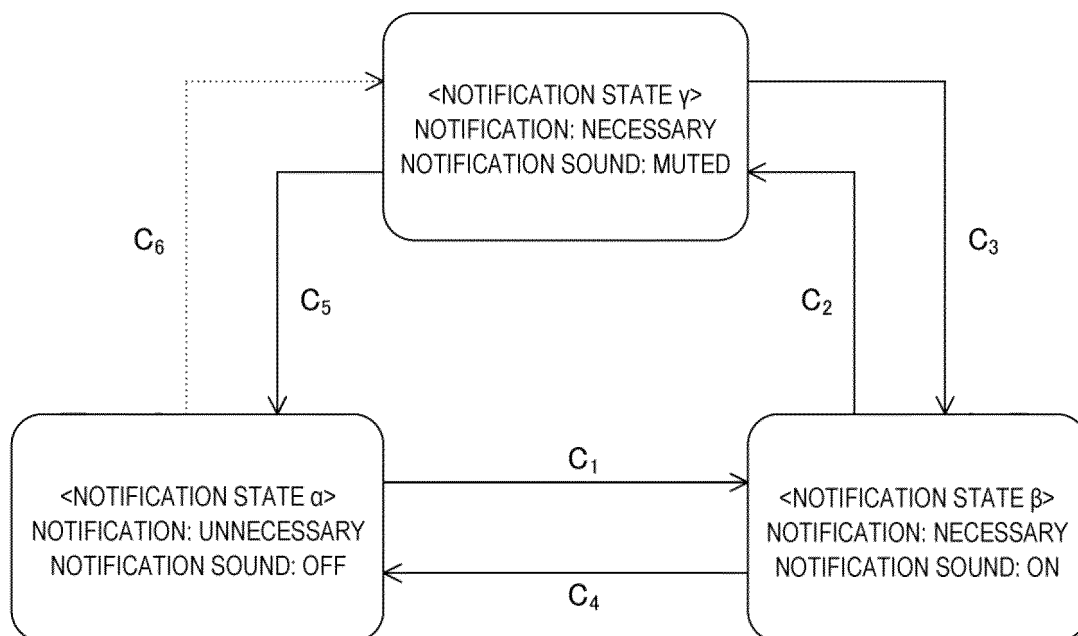 <NOTIFICATION STATE γ>
NOTIFICATION: NECESSARY
NOTIFICATION SOUND: MUTED
C₆
C₃
C₅
C₂
C₁
<NOTIFICATION STATE α>
NOTIFICATION: UNNECESSARY
NOTIFICATION SOUND: OFF
<NOTIFICATION STATE β>
NOTIFICATION: NECESSARY
NOTIFICATION SOUND: ON
C₄